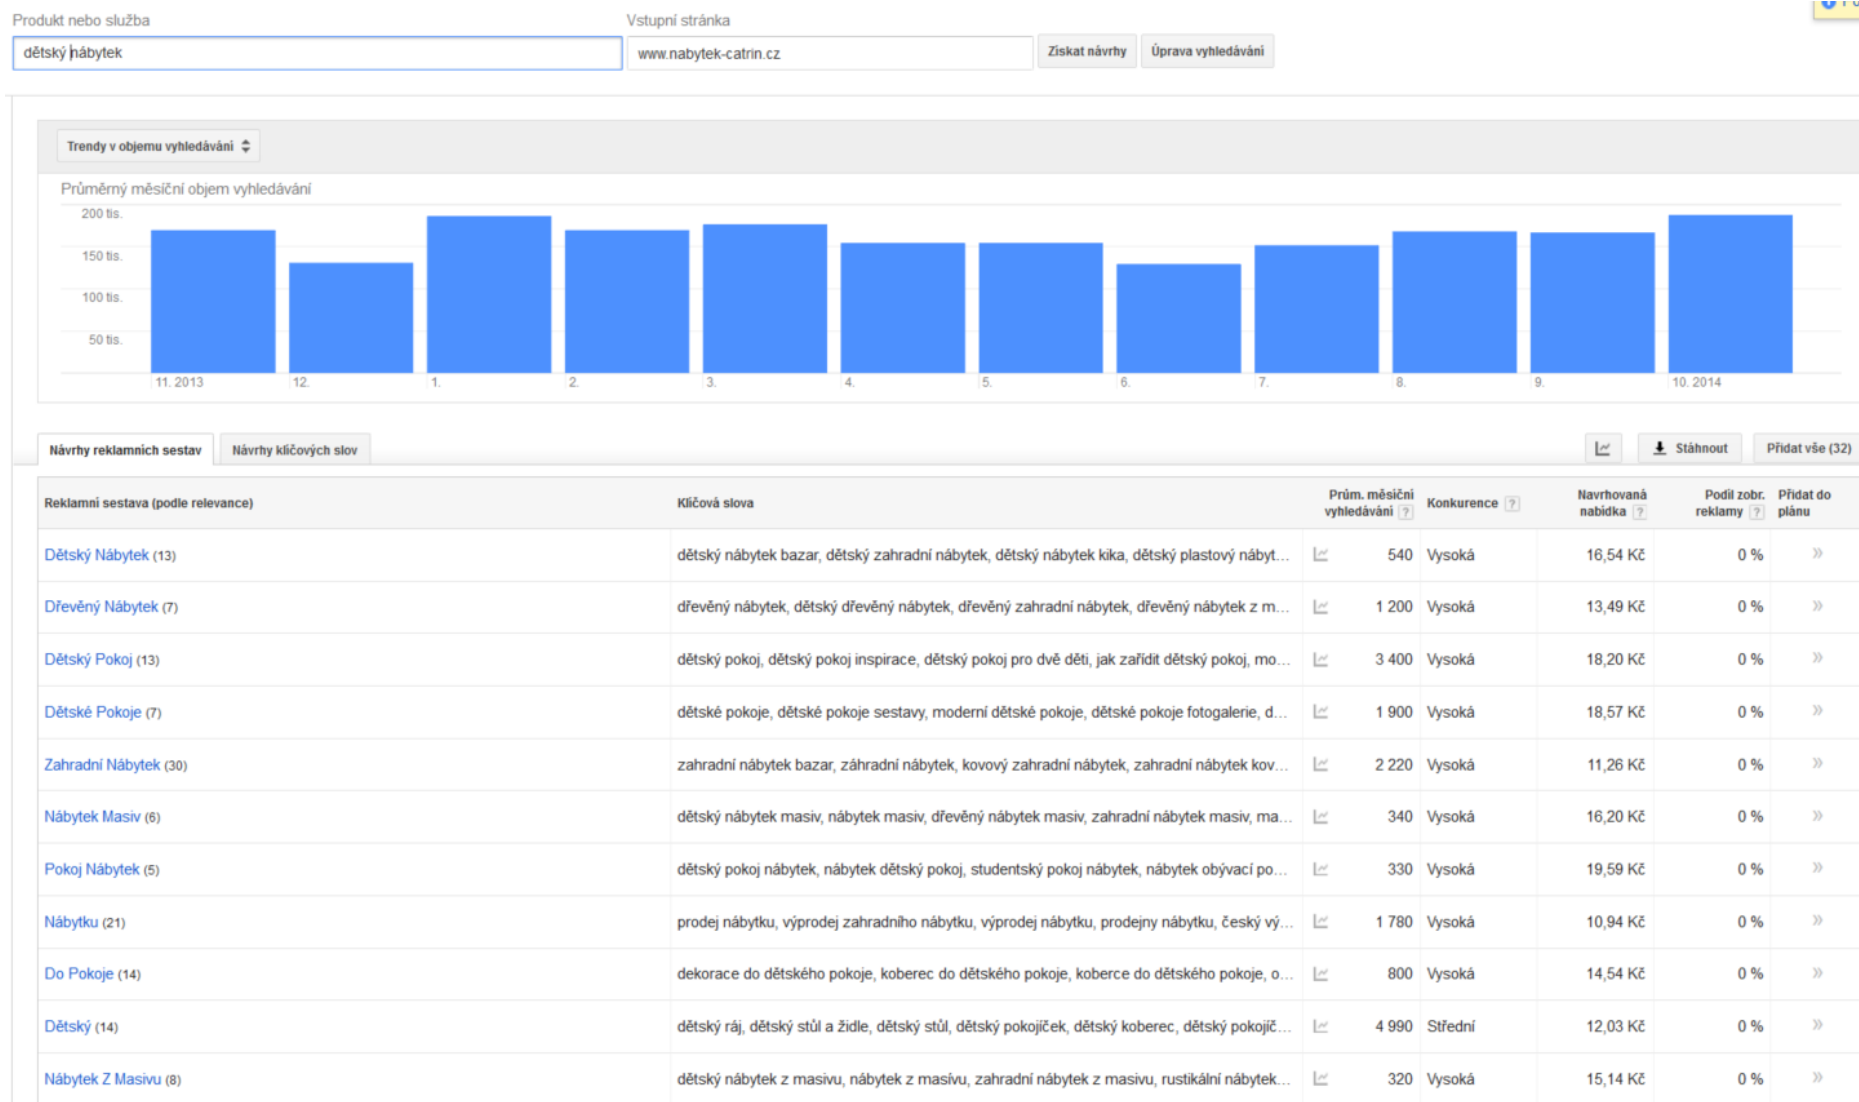 Produkt nebo služba
Vstupní stránka
dětský nábytek
www.nabytek-catrin.cz
Získat návrhy
Úprava vyhledávání
Trendy v objemu vyhledávání
Průměrný měsíční objem vyhledávání
200 tis.
150 tis.
100 tis.
50 tis.
11. 2013 12. 1. 2. 3. 4. 5. 6. 7. 8. 9. 10. 2014
Návrhy reklamních sestav
Návrhy klíčových slov
Stáhnout
Přidat vše (32)
Reklamní sestava (podle relevance) Klíčová slova Prům. měsíční vyhledávání ? Konkurence ? Navrhovaná nabídka ? Podíl zobr. reklamy ? Přidat do plánu
Dětský Nábytek (13) dětský nábytek bazar, dětský zahradní nábytek, dětský nábytek kika, dětský plastový nábyt... 540 Vysoká 16,54 Kč 0 % »
Dřevěný Nábytek (7) dřevěný nábytek, dětský dřevěný nábytek, dřevěný zahradní nábytek, dřevěný nábytek z m... 1 200 Vysoká 13,49 Kč 0 % »
Dětský Pokoj (13) dětský pokoj, dětský pokoj inspirace, dětský pokoj pro dvě děti, jak zařídit dětský pokoj, mo... 3 400 Vysoká 18,20 Kč 0 % »
Dětské Pokoje (7) dětské pokoje, dětské pokoje sestavy, moderní dětské pokoje, dětské pokoje fotogalerie, d... 1 900 Vysoká 18,57 Kč 0 % »
Zahradní Nábytek (30) zahradní nábytek bazar, záhradní nábytek, kovový zahradní nábytek, zahradní nábytek kov... 2 220 Vysoká 11,26 Kč 0 % »
Nábytek Masiv (6) dětský nábytek masiv, nábytek masiv, dřevěný nábytek masiv, zahradní nábytek masiv, ma... 340 Vysoká 16,20 Kč 0 % »
Pokoj Nábytek (5) dětský pokoj nábytek, nábytek dětský pokoj, studentský pokoj nábytek, nábytek obývací po... 330 Vysoká 19,59 Kč 0 % »
Nábytku (21) prodej nábytku, výprodej zahradního nábytku, výprodej nábytku, prodejny nábytku, český vý... 1 780 Vysoká 10,94 Kč 0 % »
Do Pokoje (14) dekorace do dětského pokoje, koberec do dětského pokoje, koberce do dětského pokoje, o... 800 Vysoká 14,54 Kč 0 % »
Dětský (14) dětský ráj, dětský stůl a židle, dětský stůl, dětský pokojíček, dětský koberec, dětský pokojíč... 4 990 Střední 12,03 Kč 0 % »
Nábytek Z Masivu (8) dětský nábytek z masivu, nábytek z masívu, zahradní nábytek z masivu, rustikální nábytek... 320 Vysoká 15,14 Kč 0 % »